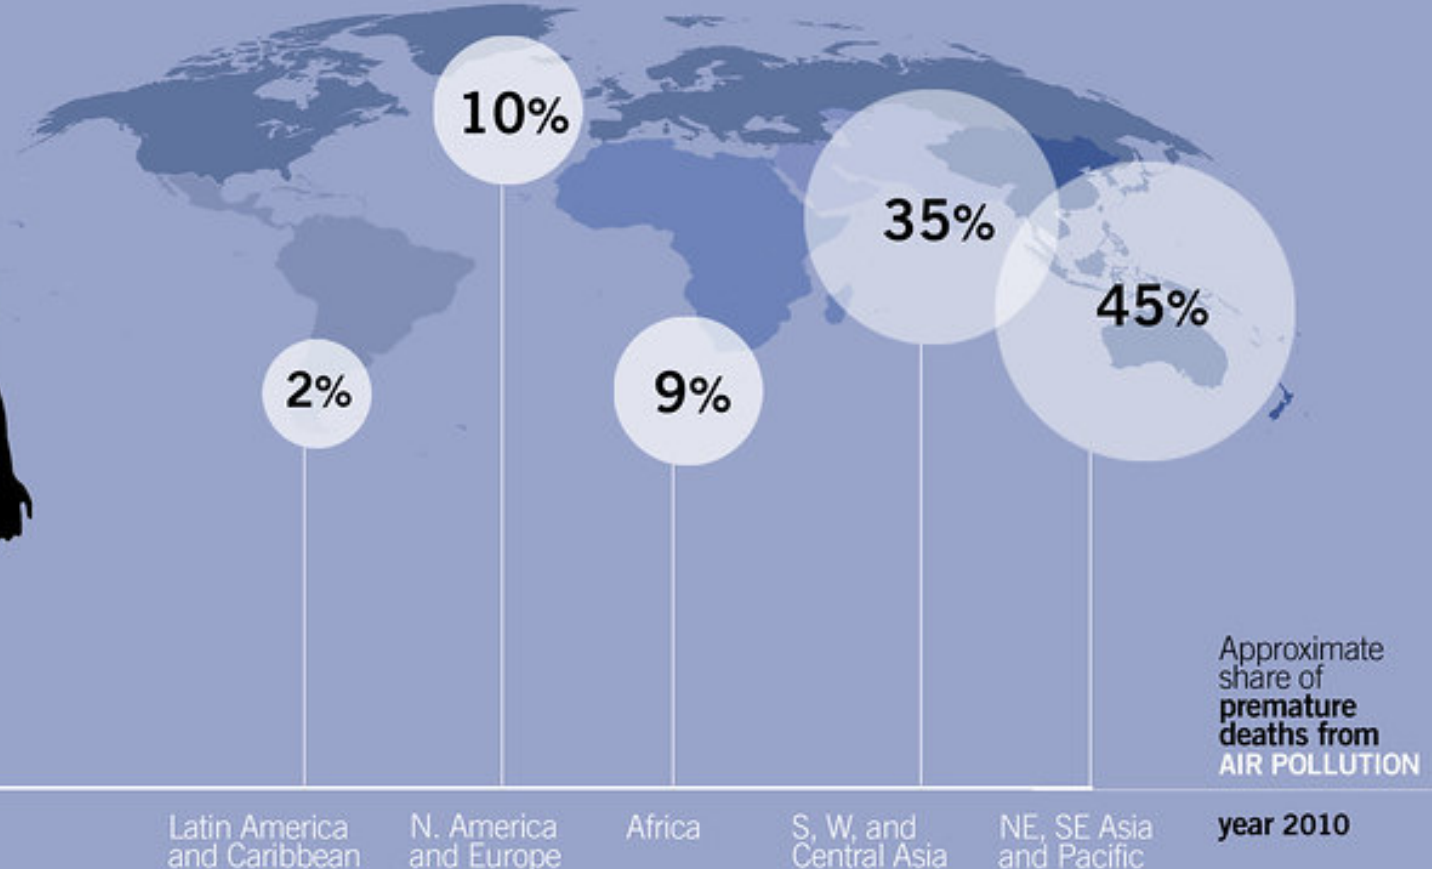 10%
35%
45%
2%
9%
Approximate
share of
premature
deaths from
AIR POLLUTION
Latin America
and Caribbean
N. America
and Europe
Africa
S, W, and
Central Asia
NE, SE Asia
and Pacific
year 2010